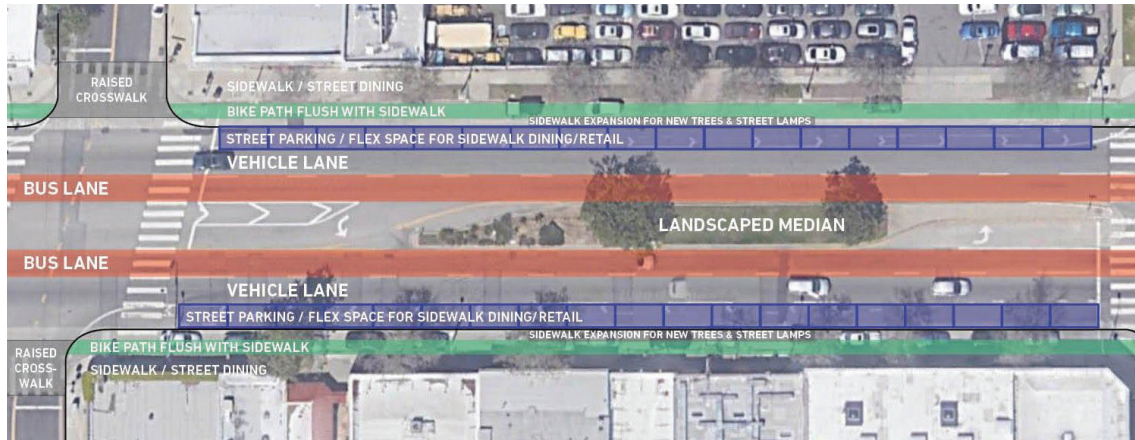 RAISED
CROSSWALK
SIDEWALK / STREET DINING
BIKE PATH FLUSH WITH SIDEWALK
SIDEWALK EXPANSION FOR NEW TREES & STREET LAMPS
STREET PARKING / FLEX SPACE FOR SIDEWALK DINING/RETAIL
VEHICLE LANE
BUS LANE
LANDSCAPED MEDIAN
BUS LANE
VEHICLE LANE
STREET PARKING / FLEX SPACE FOR SIDEWALK DINING/RETAIL
SIDEWALK EXPANSION FOR NEW TREES & STREET LAMPS
BIKE PATH FLUSH WITH SIDEWALK
RAISED
CROSS-
WALK
SIDEWALK / STREET DINING